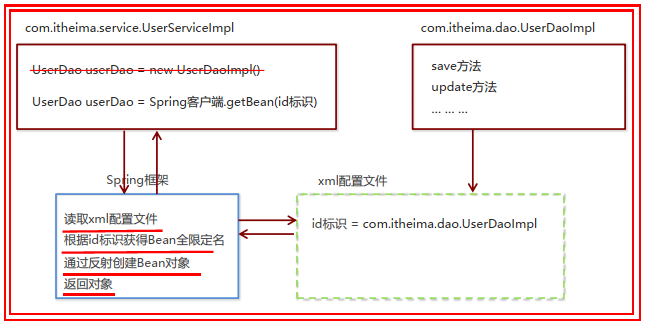 com.itheima.service.UserServiceImpl
com.itheima.dao.UserDaoImpl
UserDao userDao = new UserDaoImpl()
UserDao userDao = Spring客户端.getBean(id标识)
save方法
update方法
... ... ...
Spring框架
xml配置文件
读取xml配置文件
根据id标识获得Bean全限定名
通过反射创建Bean对象
返回对象
id标识 = com.itheima.dao.UserDaoImpl